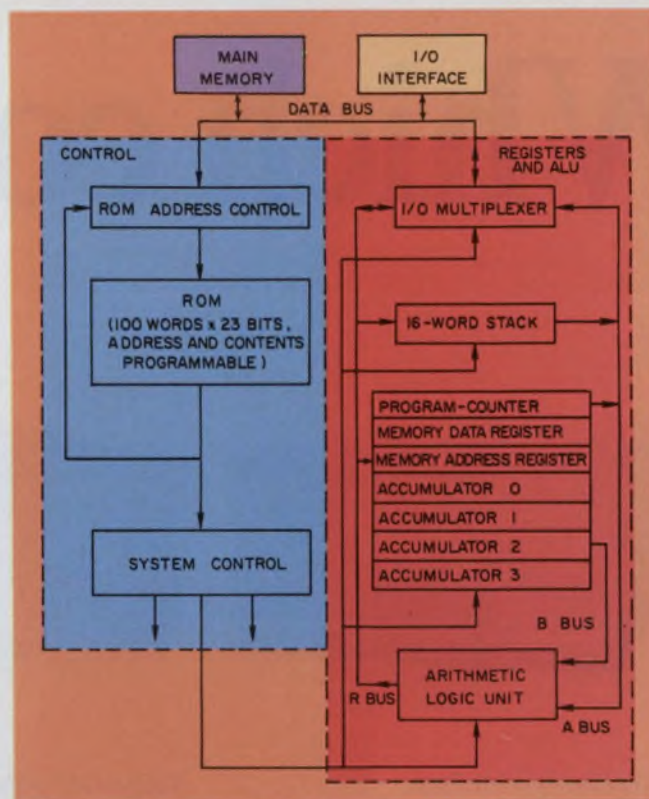 MAIN
MEMORY
I/O
INTERFACE
DATA BUS
CONTROL
REGISTERS
AND ALU
ROM ADDRESS CONTROL
I/O MULTIPLEXER
ROM
(100 WORDS x 23 BITS,
ADDRESS AND CONTENTS
PROGRAMMABLE)
16-WORD STACK
PROGRAM-COUNTER
MEMORY DATA REGISTER
MEMORY ADDRESS REGISTER
ACCUMULATOR 0
ACCUMULATOR 1
ACCUMULATOR 2
ACCUMULATOR 3
SYSTEM CONTROL
B BUS
ARITHMETIC
LOGIC UNIT
R BUS
A BUS